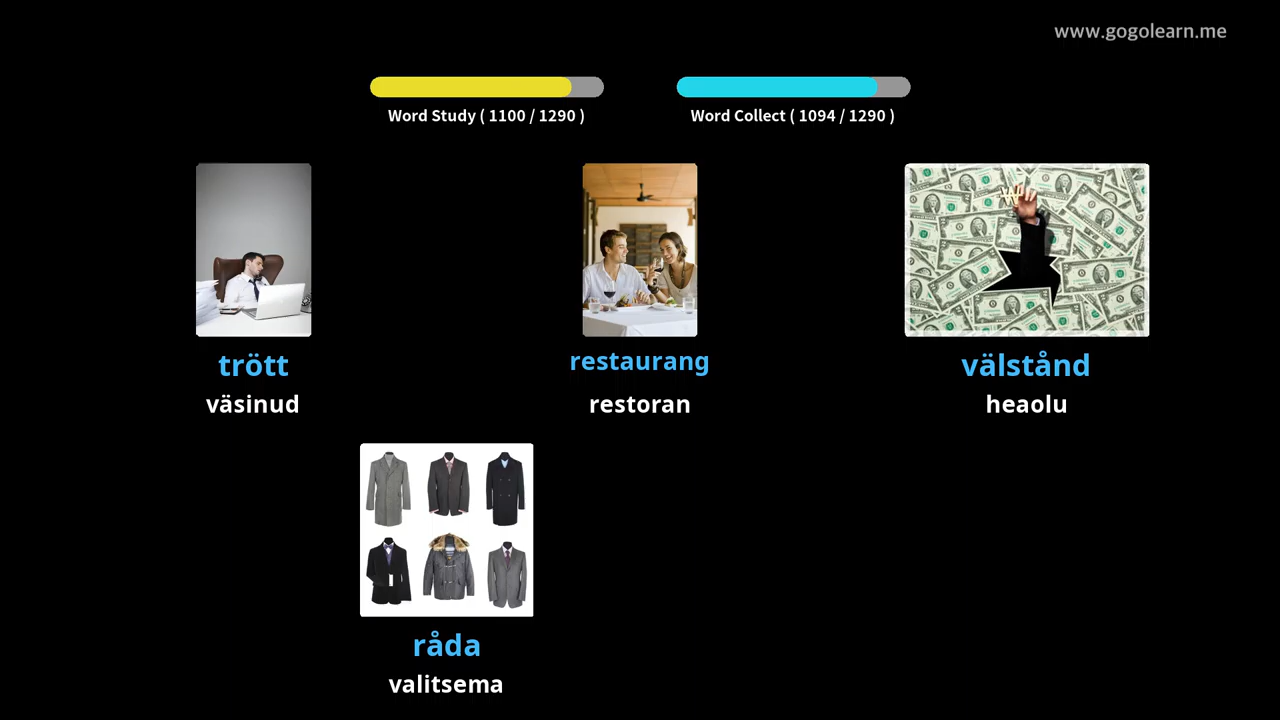 www.gogolearn.me
Word Study ( 1100 / 1290 )
Word Collect ( 1094 / 1290 )
trött
restaurang
välstånd
väsinud
restoran
heaolu
råda
valitsema